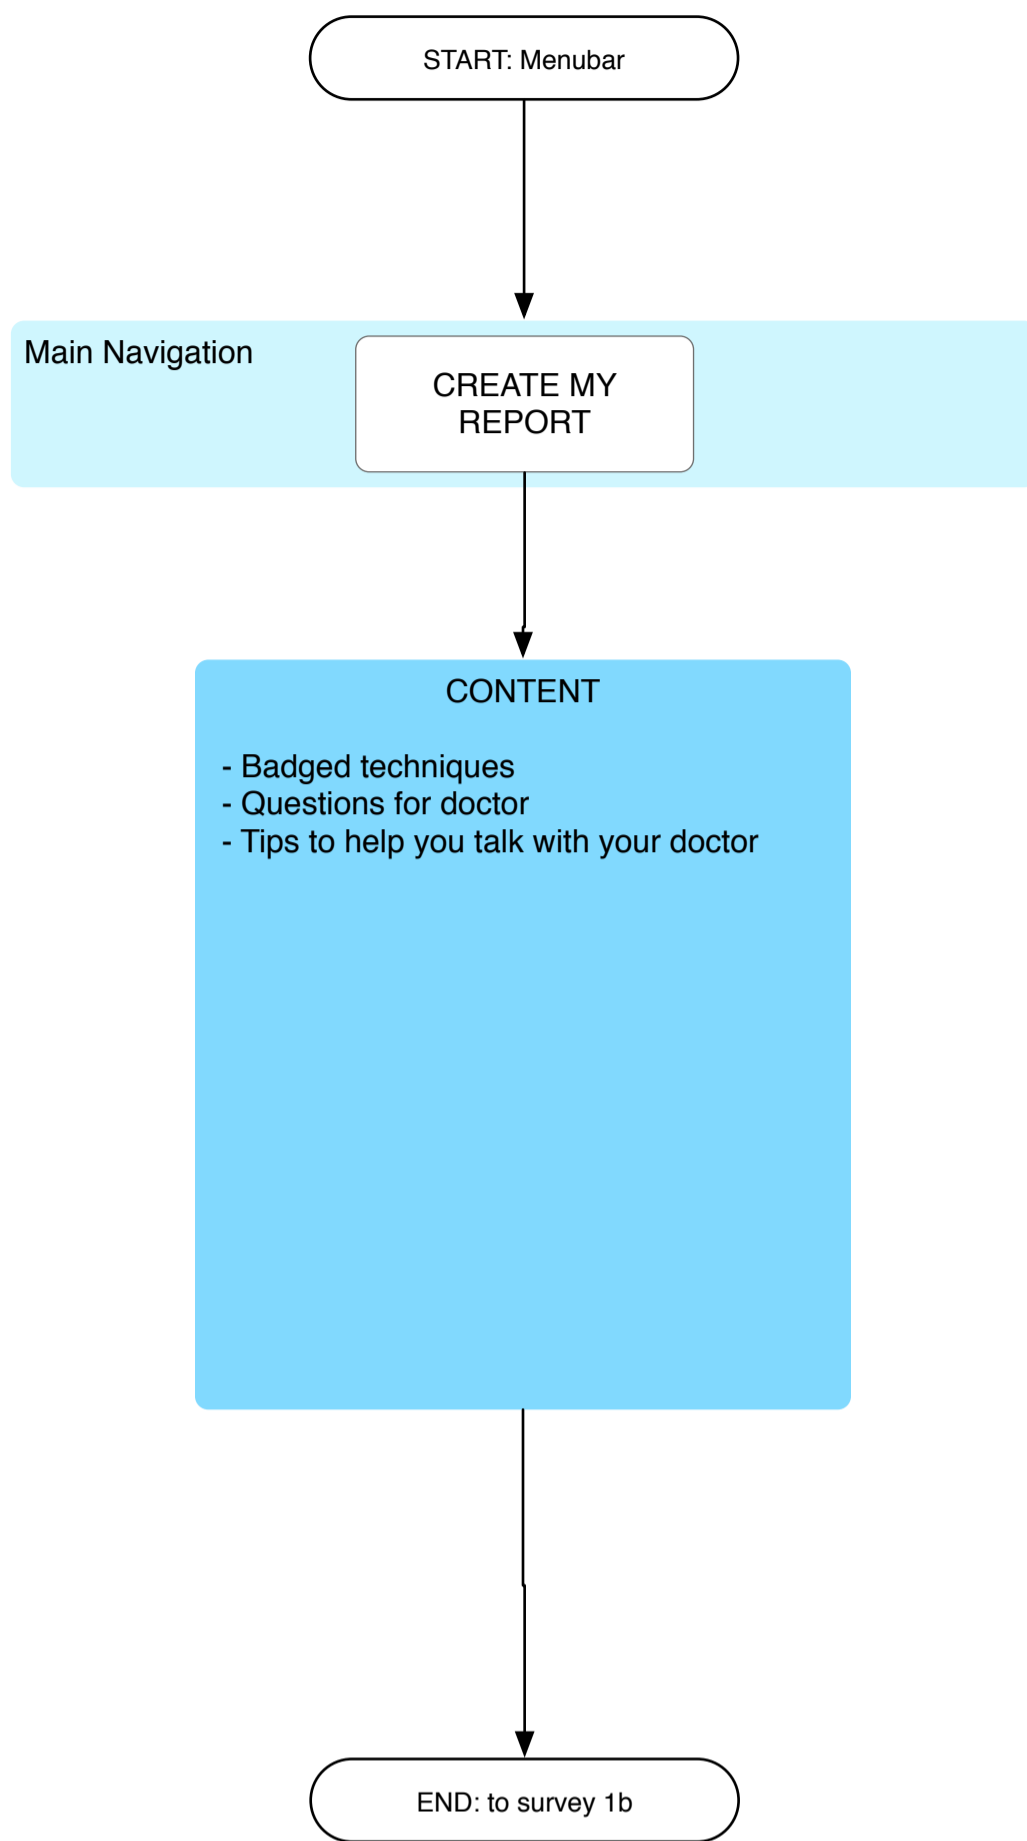 START: Menubar
Main Navigation
CREATE MY
REPORT
CONTENT
- Badged techniques
- Questions for doctor
- Tips to help you talk with your doctor
END: to survey 1b